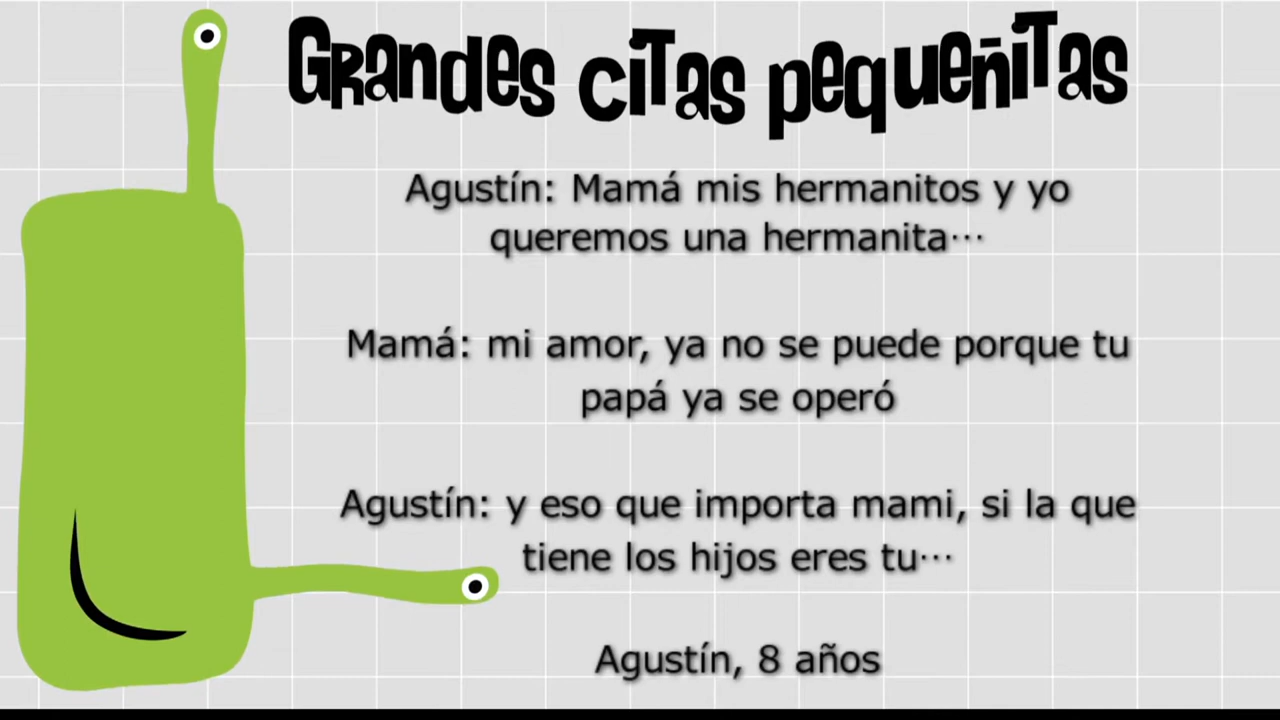 Grandes citas pequeñitas
Agustín: Mamá mis hermanitos y yo
queremos una hermanita...
Mamá: mi amor, ya no se puede porque tu
papá ya se operó
Agustín: y eso que importa mami, si la que
tiene los hijos eres tu...
Agustín, 8 años